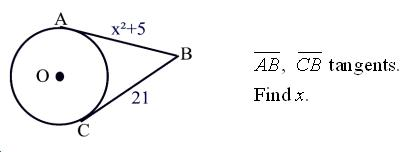 A
x²+5
B
O
21
C
AB, CB tangents.
Find x.